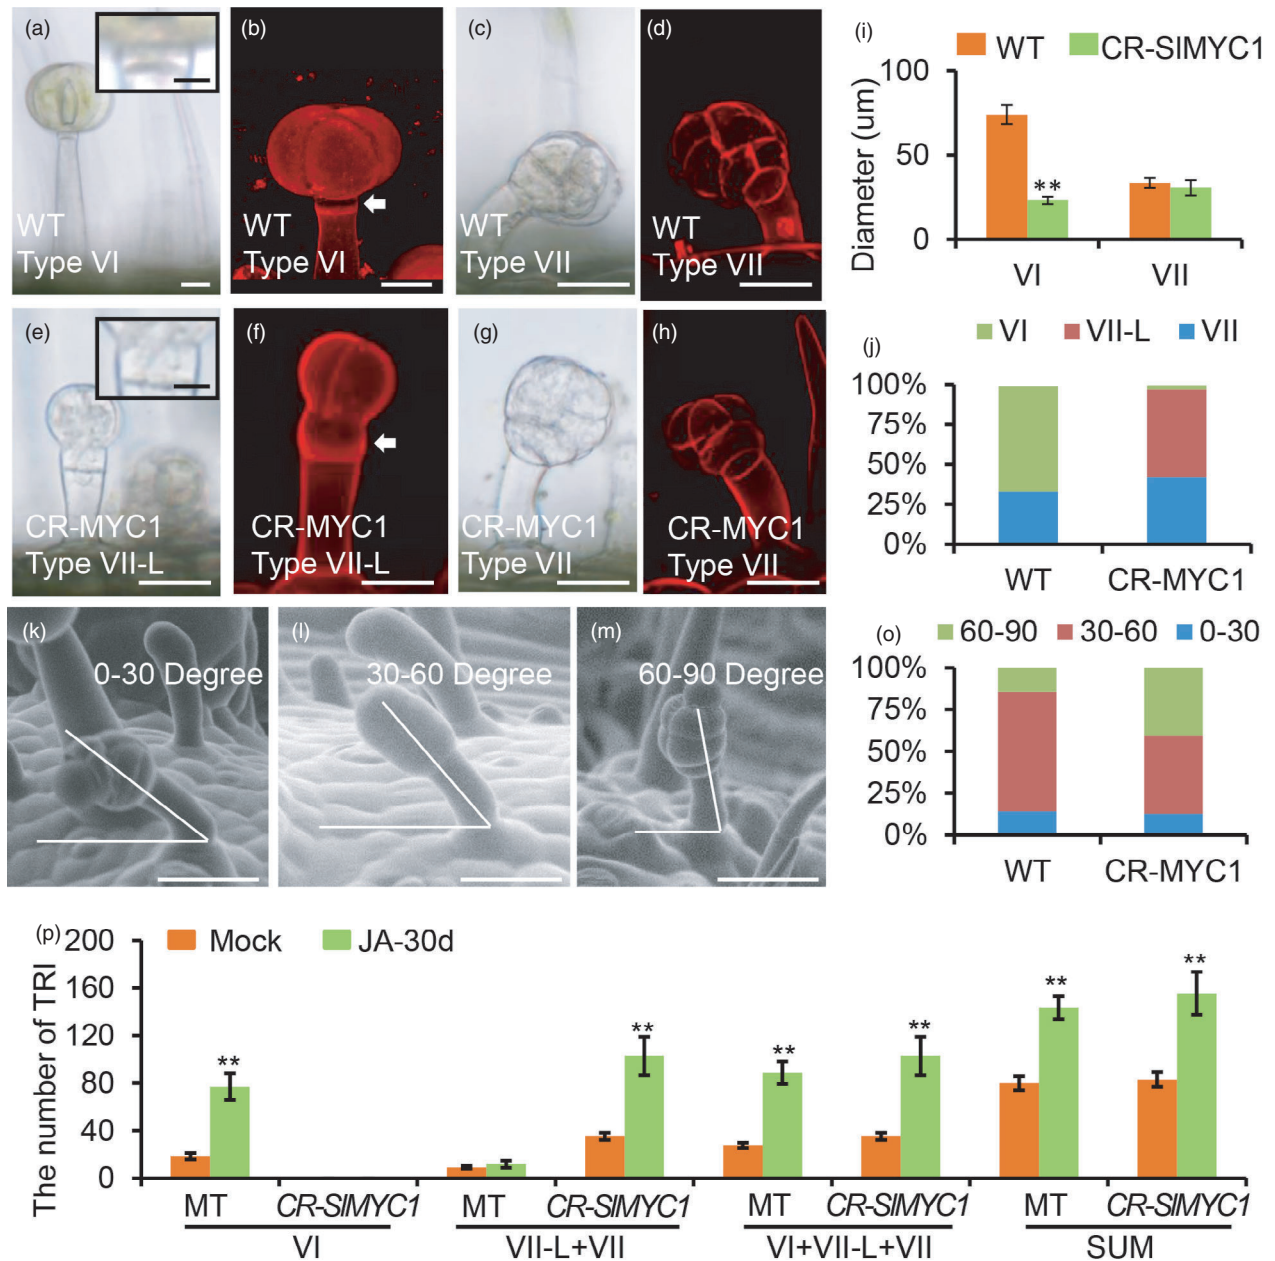 (a)
WT
Type VI
(b)
WT
Type VI
(c)
WT
Type VII
(d)
WT
Type VII
(e)
CR-MYC1
Type VII-L
(f)
CR-MYC1
Type VII-L
(g)
CR-MYC1
Type VII
(h)
CR-MYC1
Type VII
(i)
WT CR-SlMYC1
Diameter (um)
100
50
0
**
VI VII
(j)
VI VII-L VII
100%
75%
50%
25%
0%
WT CR-MYC1
(k)
0-30 Degree
(l)
30-60 Degree
(m)
60-90 Degree
(o)
60-90 30-60 0-30
100%
75%
50%
25%
0%
WT CR-MYC1
(p)
Mock JA-30d
The number of TRI
200
160
120
80
40
0
** ** ** ** ** **
MT CR-SlMYC1 MT CR-SlMYC1 MT CR-SlMYC1 MT CR-SlMYC1
VI VII-L+VII VI+VII-L+VII SUM